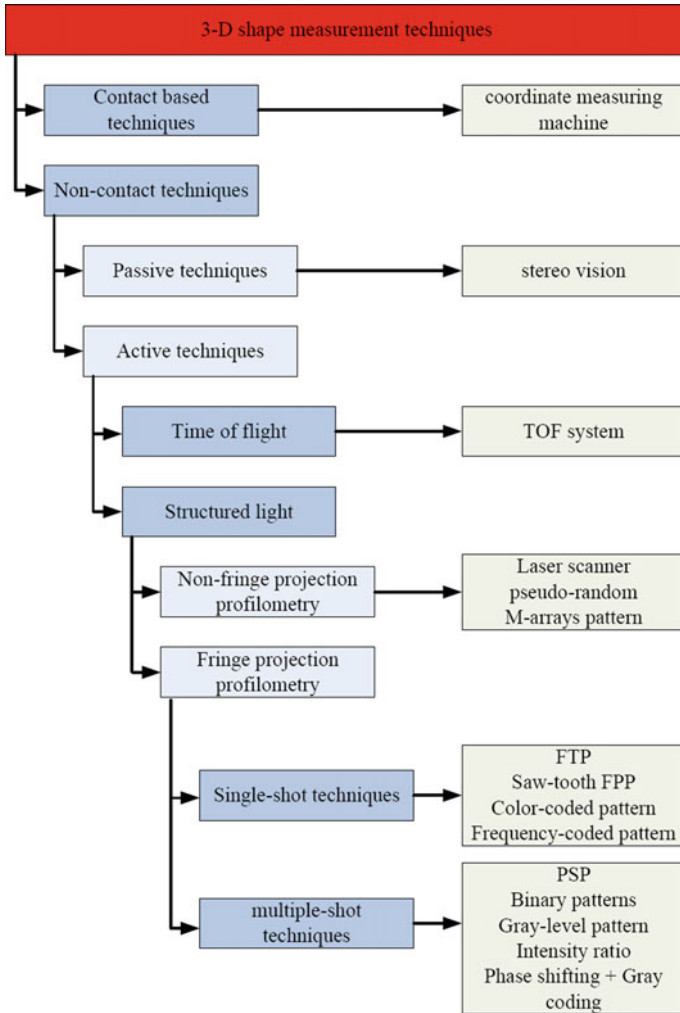 3-D shape measurement techniques
Contact based
techniques
coordinate measuring
machine
Non-contact techniques
Passive techniques
stereo vision
Active techniques
Time of flight
TOF system
Structured light
Non-fringe projection
profilometry
Laser scanner
pseudo-random
M-arrays pattern
Fringe projection
profilometry
Single-shot techniques
FTP
Saw-tooth FPP
Color-coded pattern
Frequency-coded pattern
multiple-shot
techniques
PSP
Binary patterns
Gray-level pattern
Intensity ratio
Phase shifting + Gray
coding